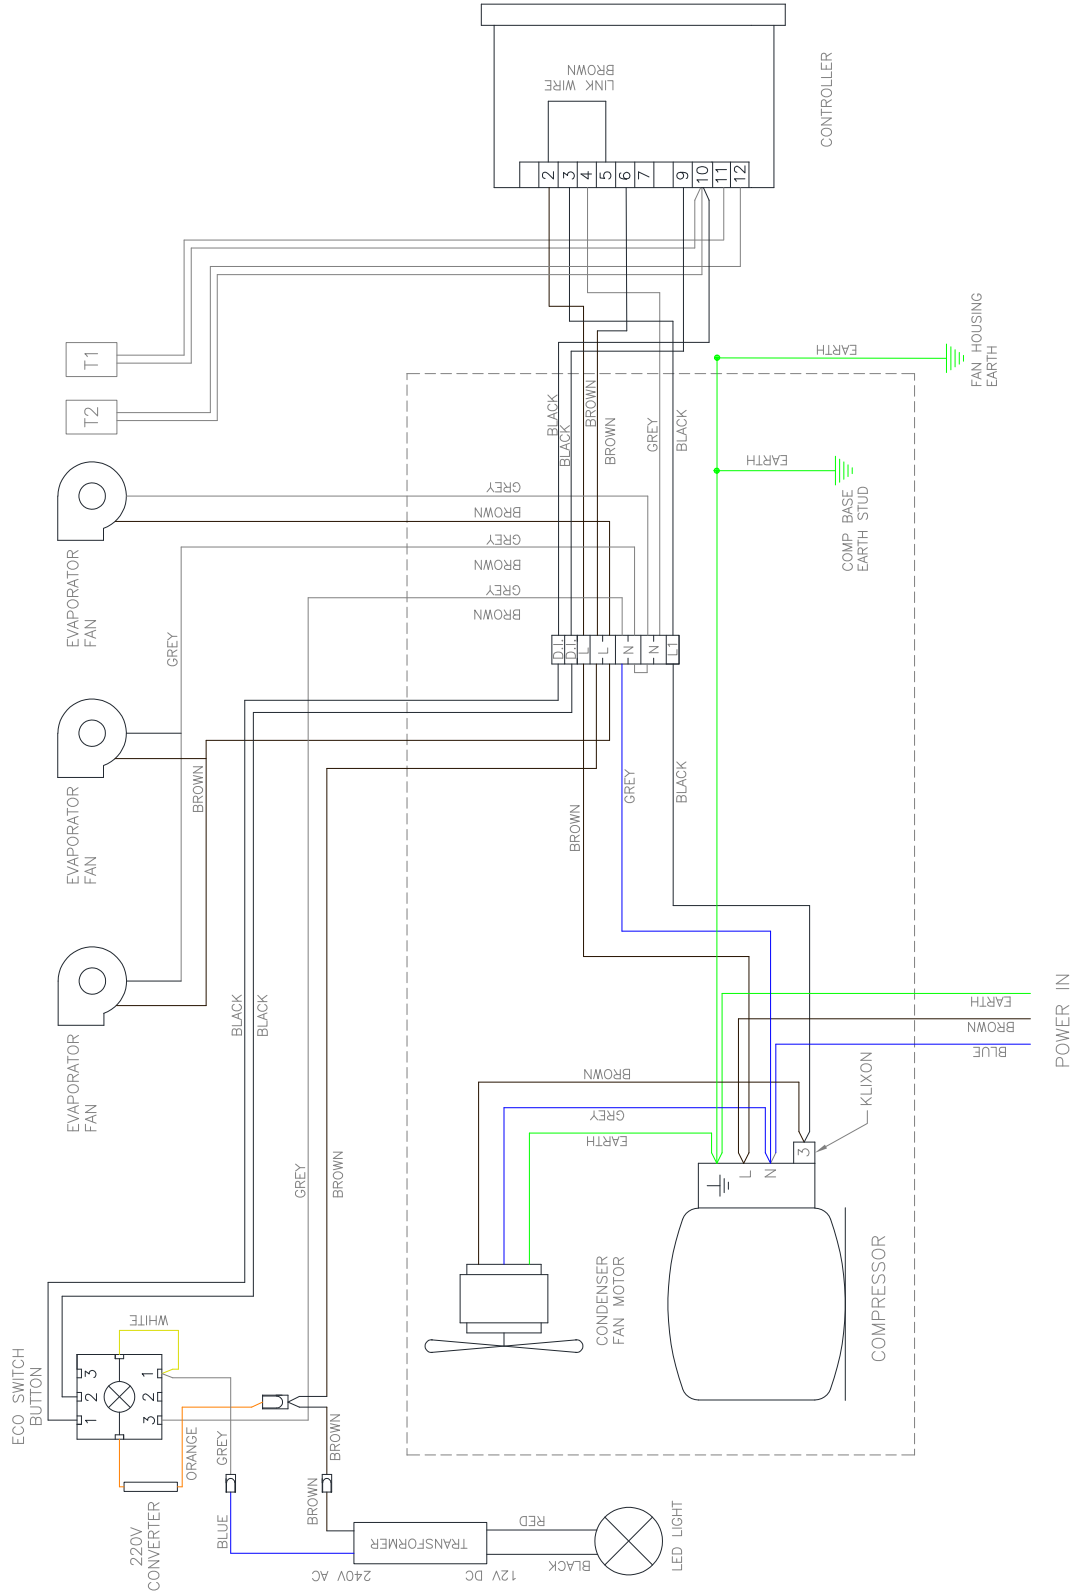 BROWN
LINK WIRE
CONTROLLER
2
3
4
5
6
7
9
10
11
12
T1
T2
EARTH
FAN HOUSING
EARTH
BLACK
BLACK
BROWN
BROWN
GREY
BLACK
EARTH
COMP BASE
EARTH STUD
GREY
BROWN
GREY
BROWN
GREY
BROWN
EVAPORATOR
FAN
GREY
D.I.
D.I.
L
L
N
N
L1
EVAPORATOR
FAN
BROWN
BROWN
GREY
BLACK
EVAPORATOR
FAN
BLACK
BLACK
EARTH
BROWN
BLUE
POWER IN
BROWN
GREY
EARTH
KLIXON
3
L
N
GREY
BROWN
CONDENSER
FAN MOTOR
COMPRESSOR
WHITE
ECO SWITCH
BUTTON
3
2
1
1
2
3
ORANGE
GREY
BROWN
220V
CONVERTER
BLUE
BROWN
240V AC
TRANSFORMER
12V DC
RED
BLACK
LED LIGHT